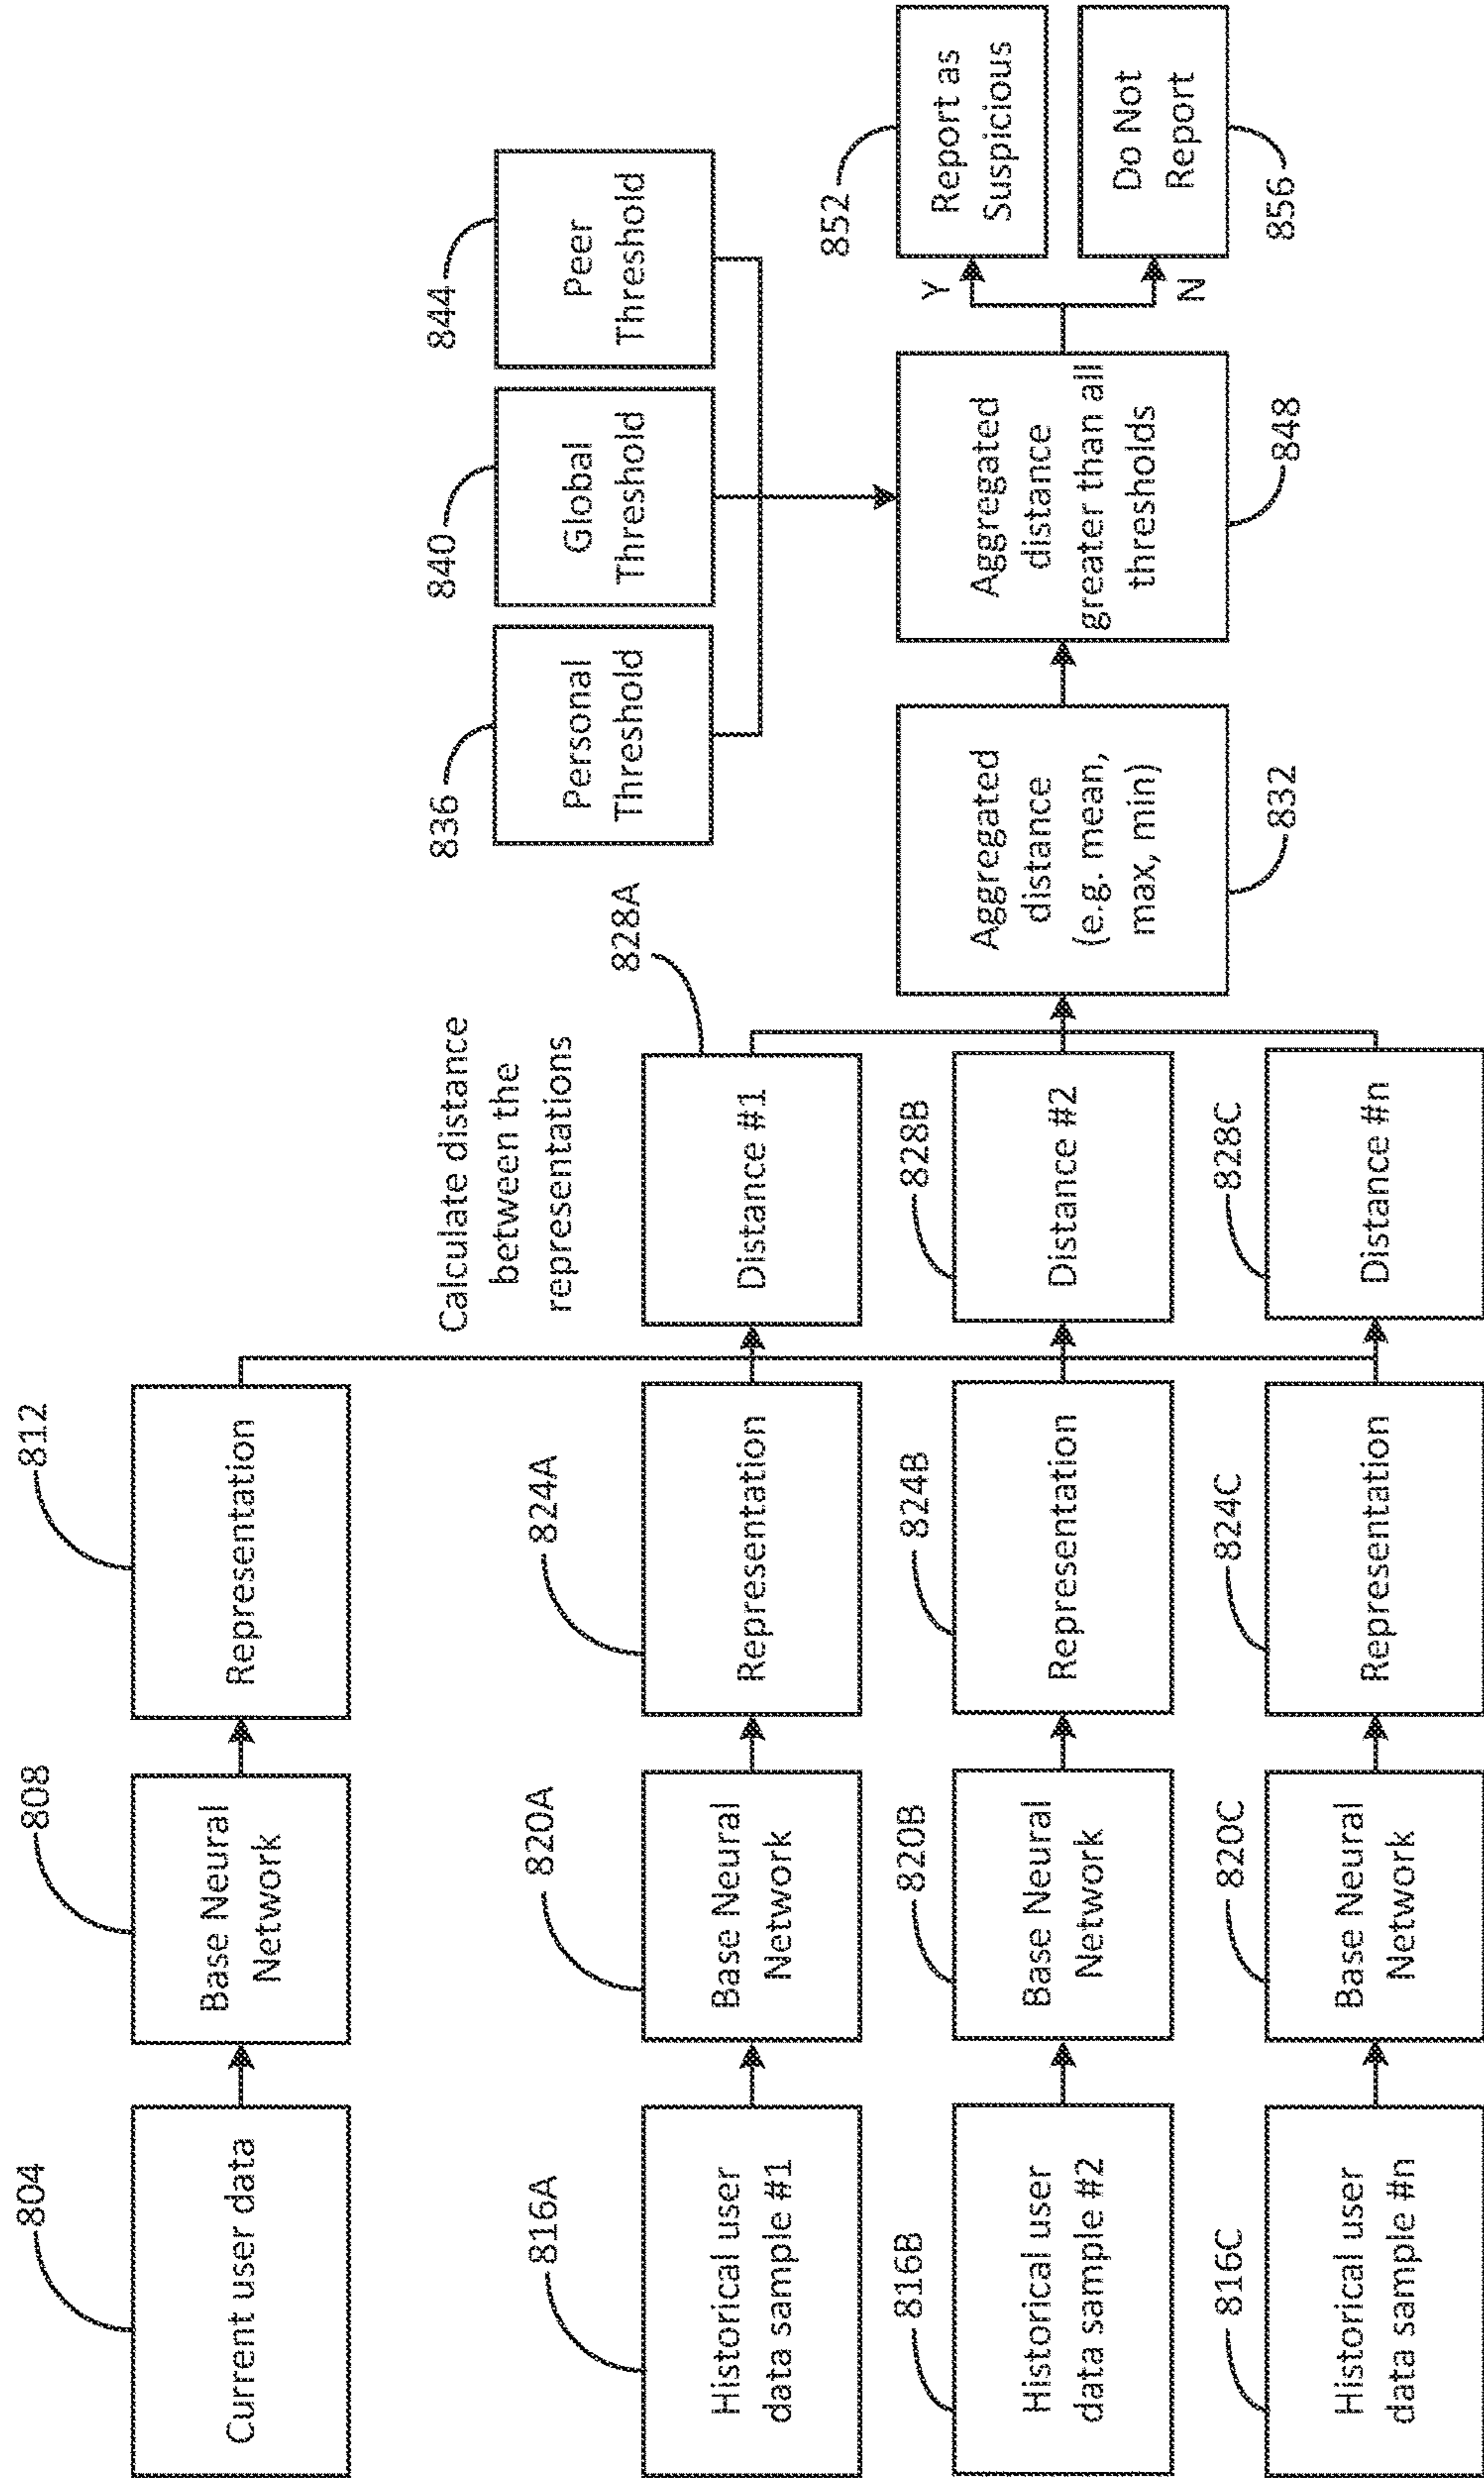 804
Current user data
808
Base Neural
Network
812
Representation
816A
Historical user
data sample #1
820A
Base Neural
Network
824A
Representation
Calculate distance
between the
representations
828A
Distance #1
816B
Historical user
data sample #2
820B
Base Neural
Network
824B
Representation
828B
Distance #2
816C
Historical user
data sample #n
820C
Base Neural
Network
824C
Representation
828C
Distance #n
836
Personal
Threshold
840
Global
Threshold
844
Peer
Threshold
Aggregated
distance
(e.g. mean,
max, min)
832
Aggregated
distance
greater than all
thresholds
848
Y
N
852
Report as
Suspicious
Do Not
Report
856